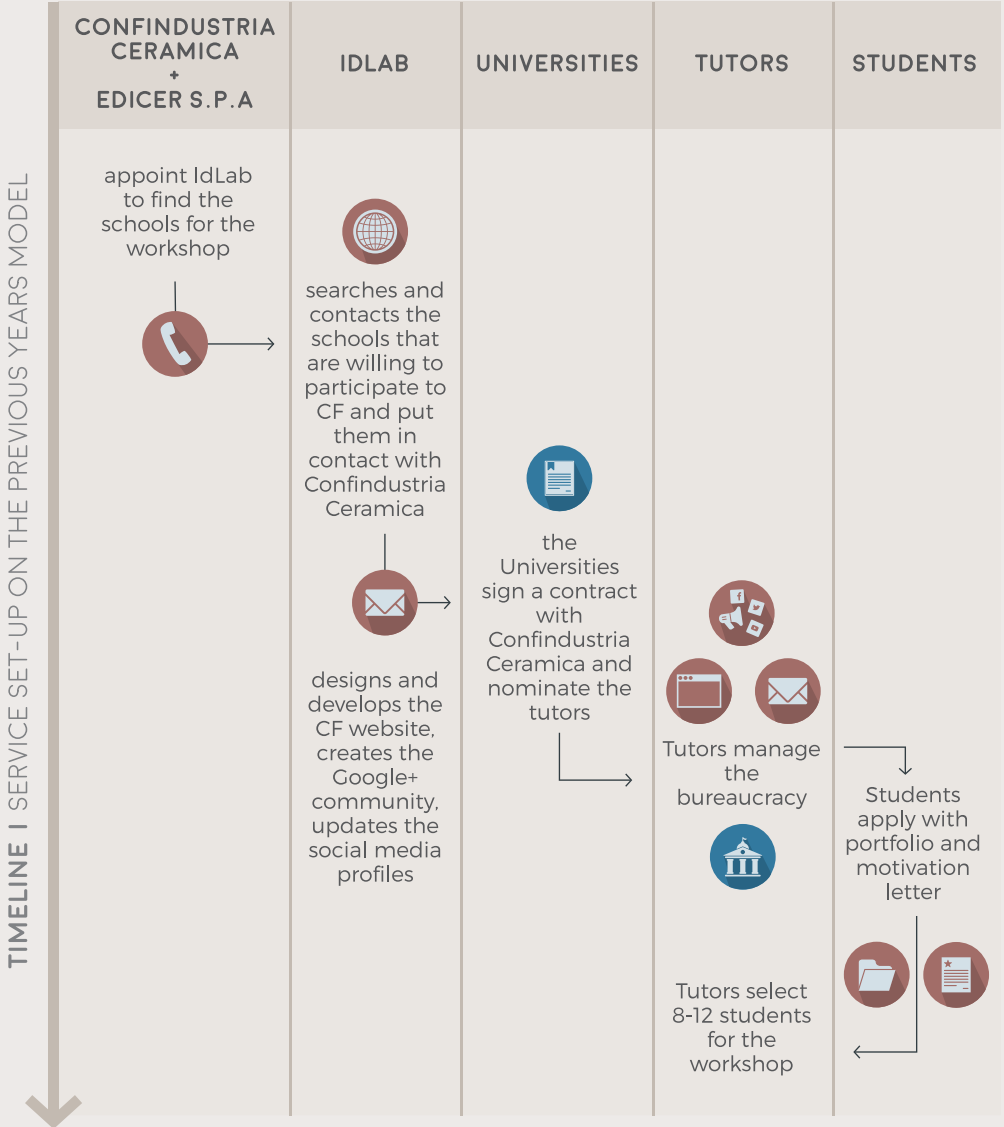 CONFINDUSTRIA
CERAMICA
+
EDICER S.P.A
IDLAB
UNIVERSITIES
TUTORS
STUDENTS
TIMELINE I SERVICE SET-UP ON THE PREVIOUS YEARS MODEL
appoint IdLab
to find the
schools for the
workshop
searches and
contacts the
schools that
are willing to
participate to
CF and put
them in
contact with
Confindustria
Ceramica
designs and
develops the
CF website,
creates the
Google+
community,
updates the
social media
profiles
the
Universities
sign a contract
with
Confindustria
Ceramica and
nominate the
tutors
Tutors manage
the
bureaucracy
Students
apply with
portfolio and
motivation
letter
Tutors select
8-12 students
for the
workshop